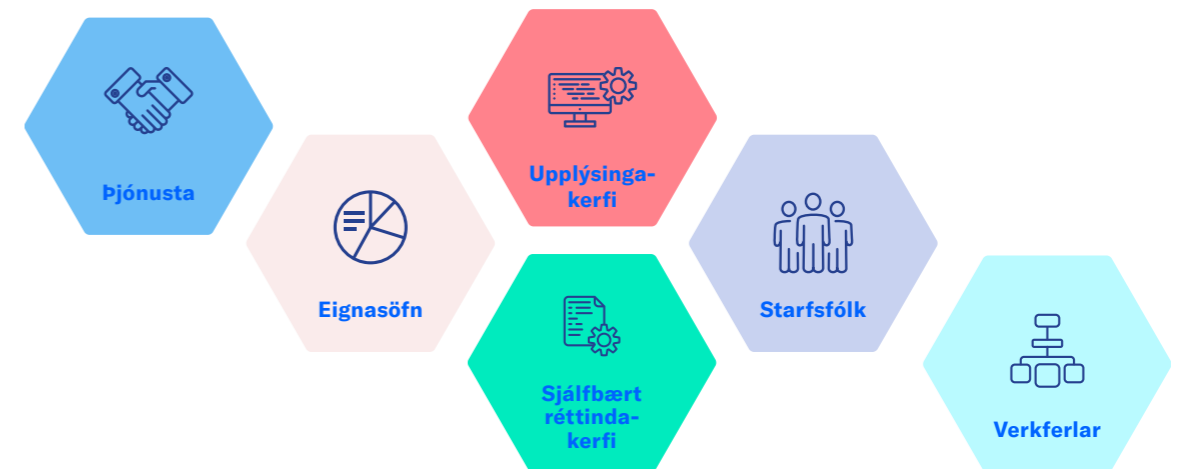 Þjónusta
Eignasöfn
Upplýsinga-
kerfi
Sjálfbært
réttinda-
kerfi
Starfsfólk
Verkferlar